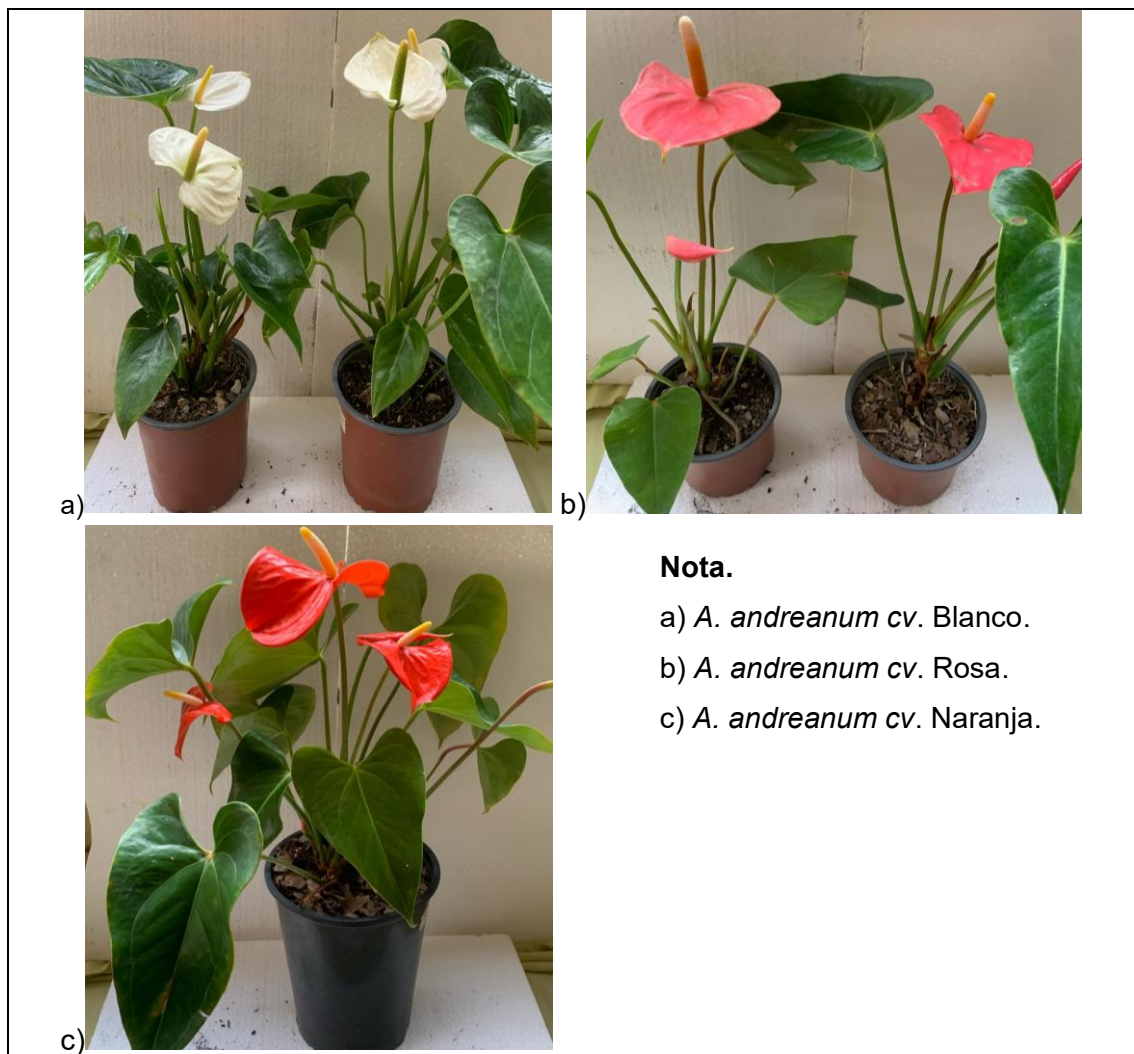 a)
b)
c)
Nota.
a) A. andreanum cv. Blanco.
b) A. andreanum cv. Rosa.
c) A. andreanum cv. Naranja.